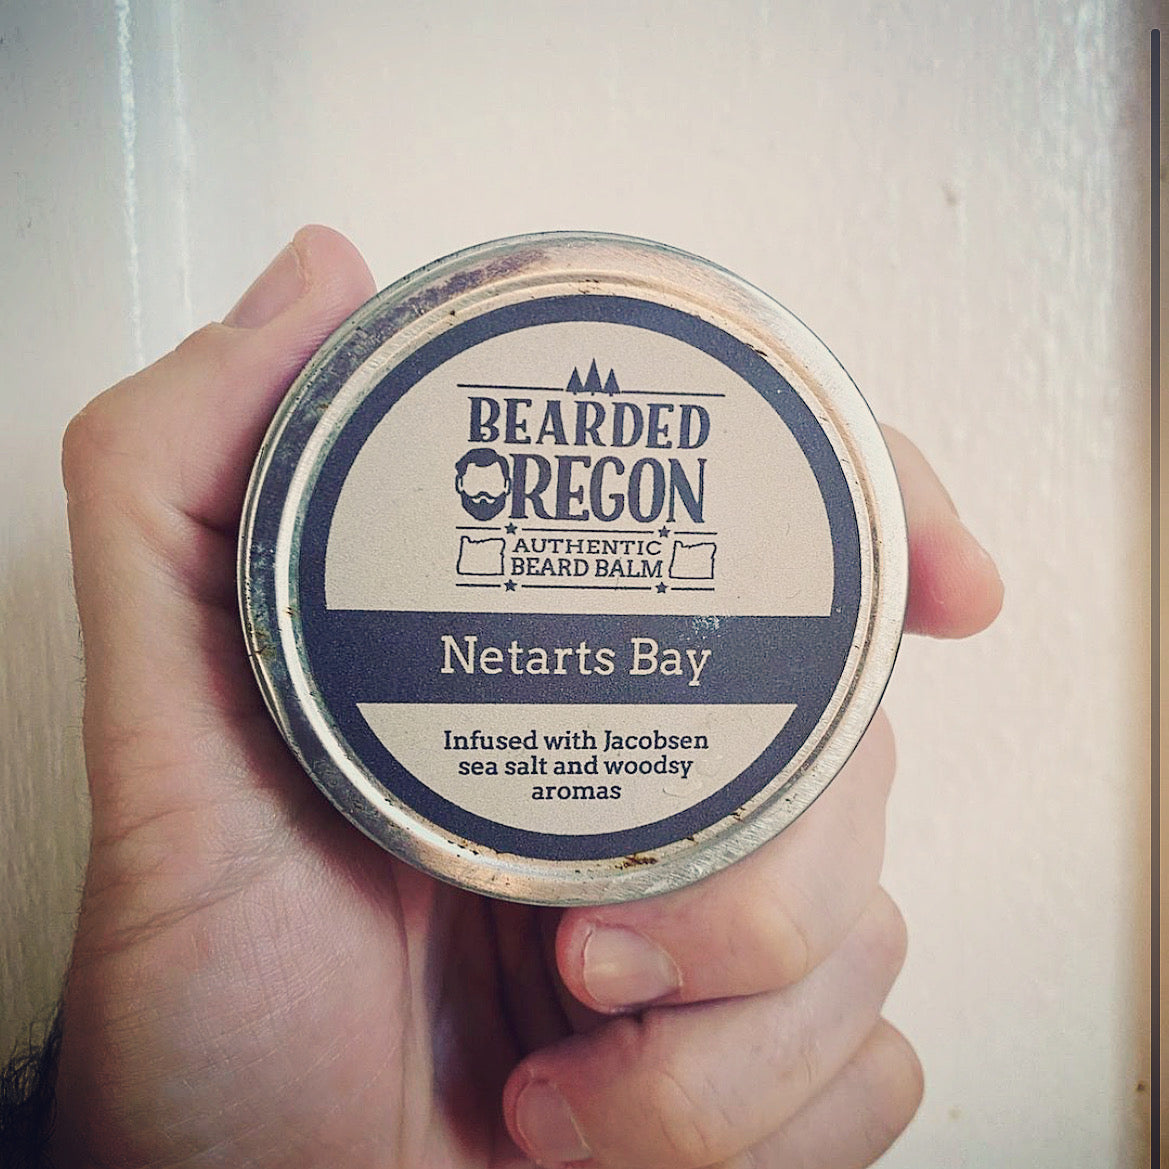 BEARDED
OREGON
AUTHENTIC
BEARD BALM
Netarts Bay
Infused with Jacobsen
sea salt and woodsy
aromas